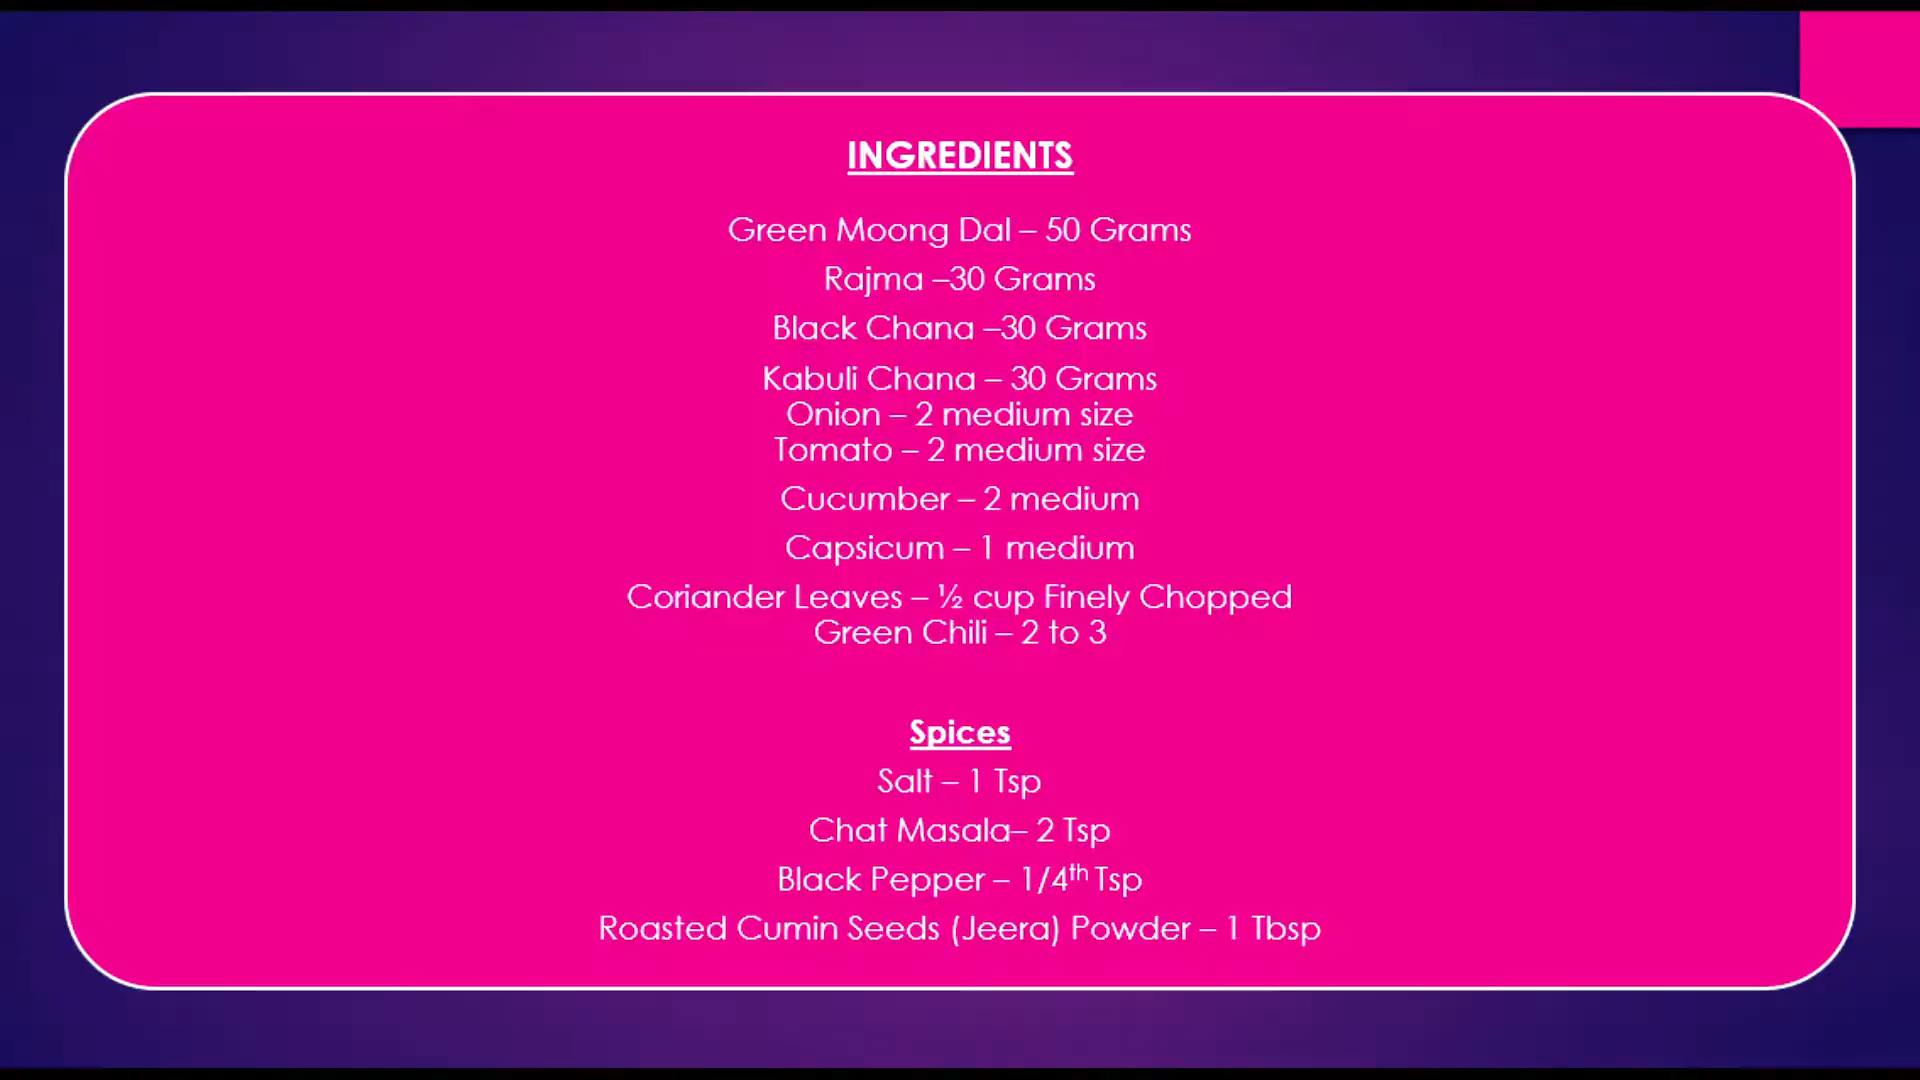 INGREDIENTS
Green Moong Dal – 50 Grams
Rajma –30 Grams
Black Chana –30 Grams
Kabuli Chana – 30 Grams
Onion – 2 medium size
Tomato – 2 medium size
Cucumber – 2 medium
Capsicum – 1 medium
Coriander Leaves – ½ cup Finely Chopped
Green Chili – 2 to 3
Spices
Salt – 1 Tsp
Chat Masala– 2 Tsp
Black Pepper – 1/4th Tsp
Roasted Cumin Seeds (Jeera) Powder – 1 Tbsp